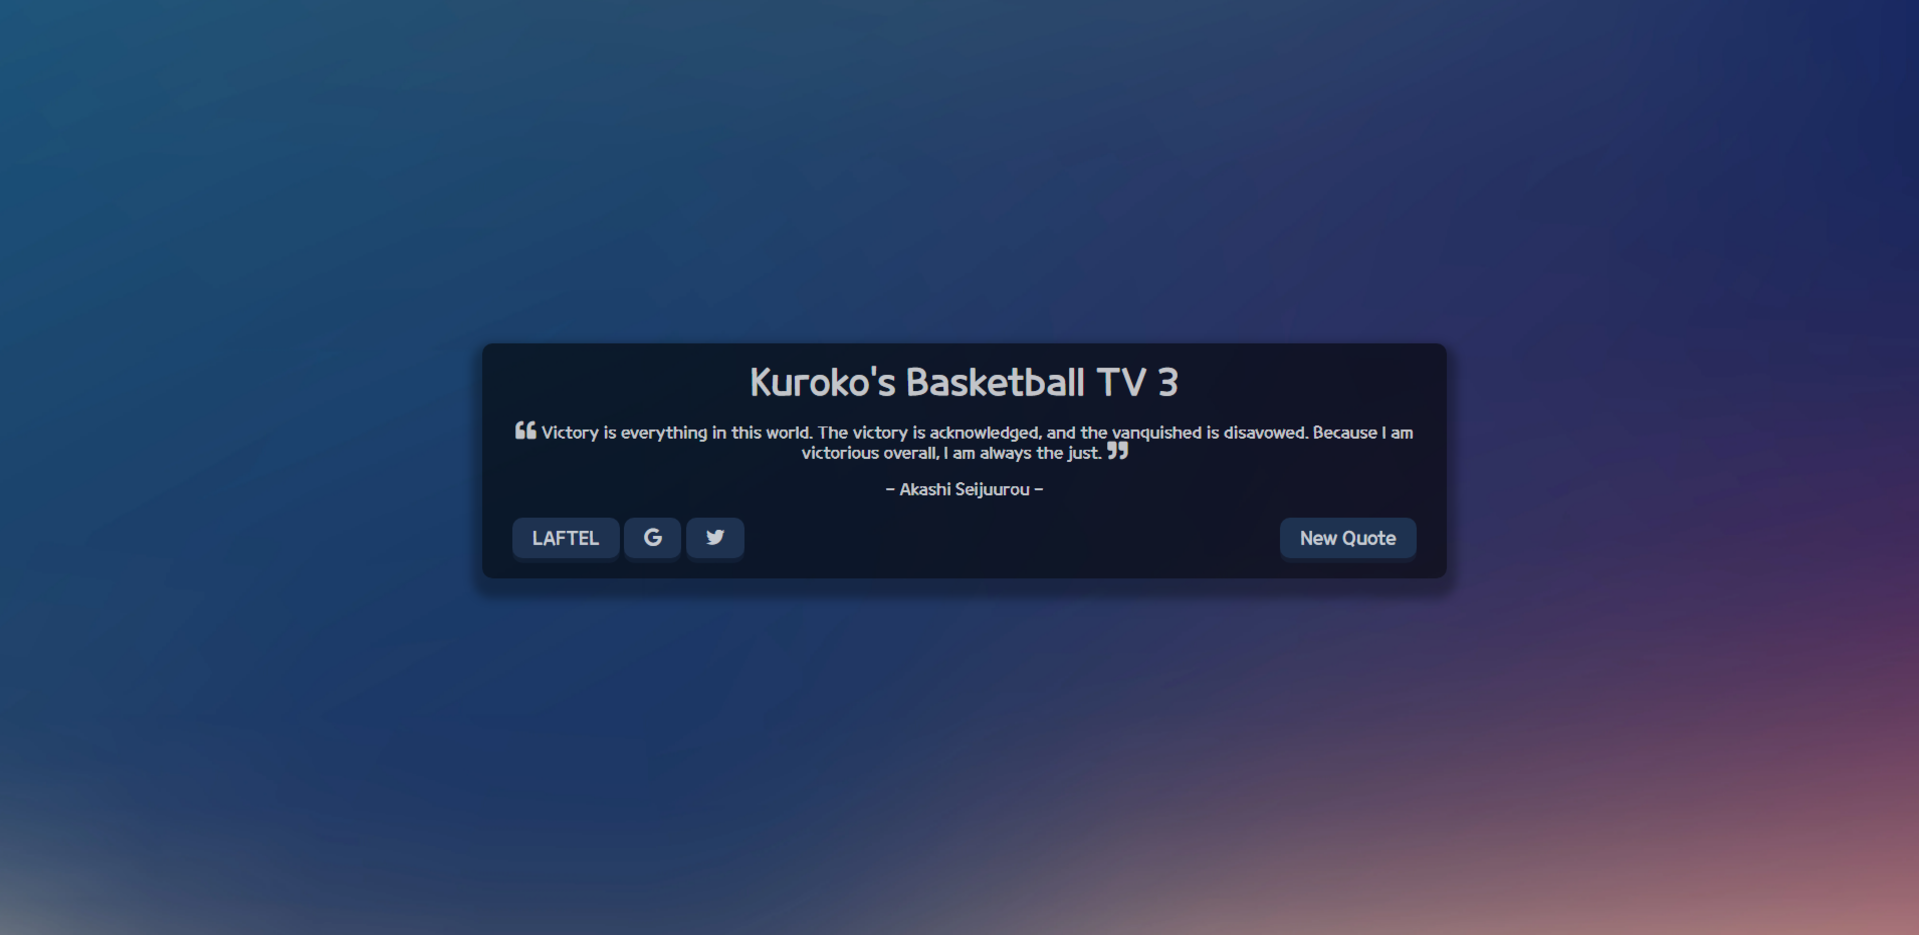 Kuroko's Basketball TV 3
❝ Victory is everything in this world. The victory is acknowledged, and the vanquished is disavowed. Because I am
victorious overall, I am always the just. ❞
- Akashi Seijuurou -
LAFTEL G New Quote